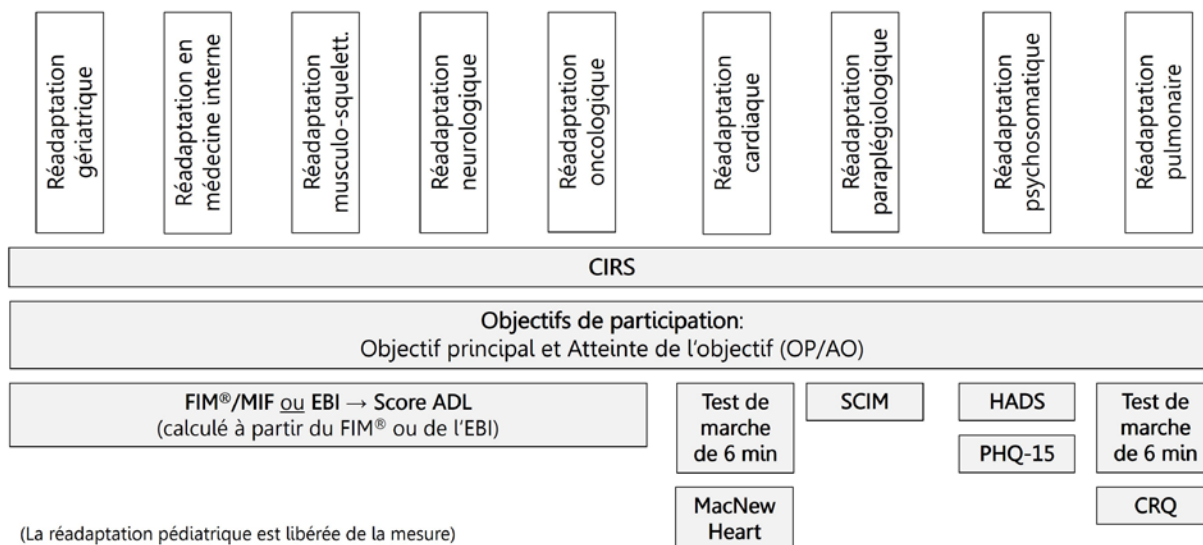 Réadaptation
gériatrique
Réadaptation en
médecine interne
Réadaptation
musculo-squelett.
Réadaptation
neurologique
Réadaptation
oncologique
Réadaptation
cardiaque
Réadaptation
paraplégiologique
Réadaptation
psychosomatique
Réadaptation
pulmonaire
CIRS
Objectifs de participation:
Objectif principal et Atteinte de l'objectif (OP/AO)
FIM®/MIF ou EBI → Score ADL
(calculé à partir du FIM® ou de l'EBI)
Test de
marche
de 6 min
MacNew
Heart
SCIM
HADS
PHQ-15
Test de
marche
de 6 min
CRQ
(La réadaptation pédiatrique est libérée de la mesure)